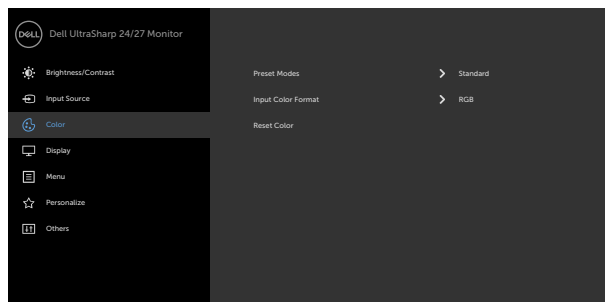 DELL Dell UltraSharp 24/27 Monitor
Brightness/Contrast
Preset Modes Standard
Input Source
Input Color Format RGB
Color
Reset Color
Display
Menu
Personalize
Others